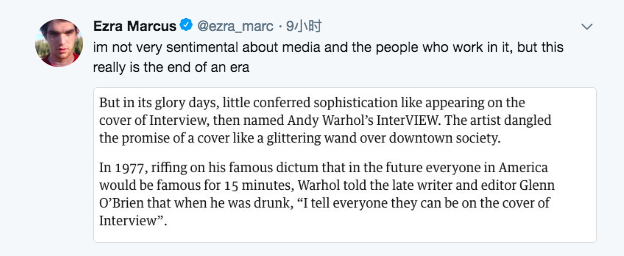 Ezra Marcus @ezra_marc · 9小时
im not very sentimental about media and the people who work in it, but this
really is the end of an era
But in its glory days, little conferred sophistication like appearing on the
cover of Interview, then named Andy Warhol’s InterVIEW. The artist dangled
the promise of a cover like a glittering wand over downtown society.
In 1977, riffing on his famous dictum that in the future everyone in America
would be famous for 15 minutes, Warhol told the late writer and editor Glenn
O’Brien that when he was drunk, “I tell everyone they can be on the cover of
Interview”.